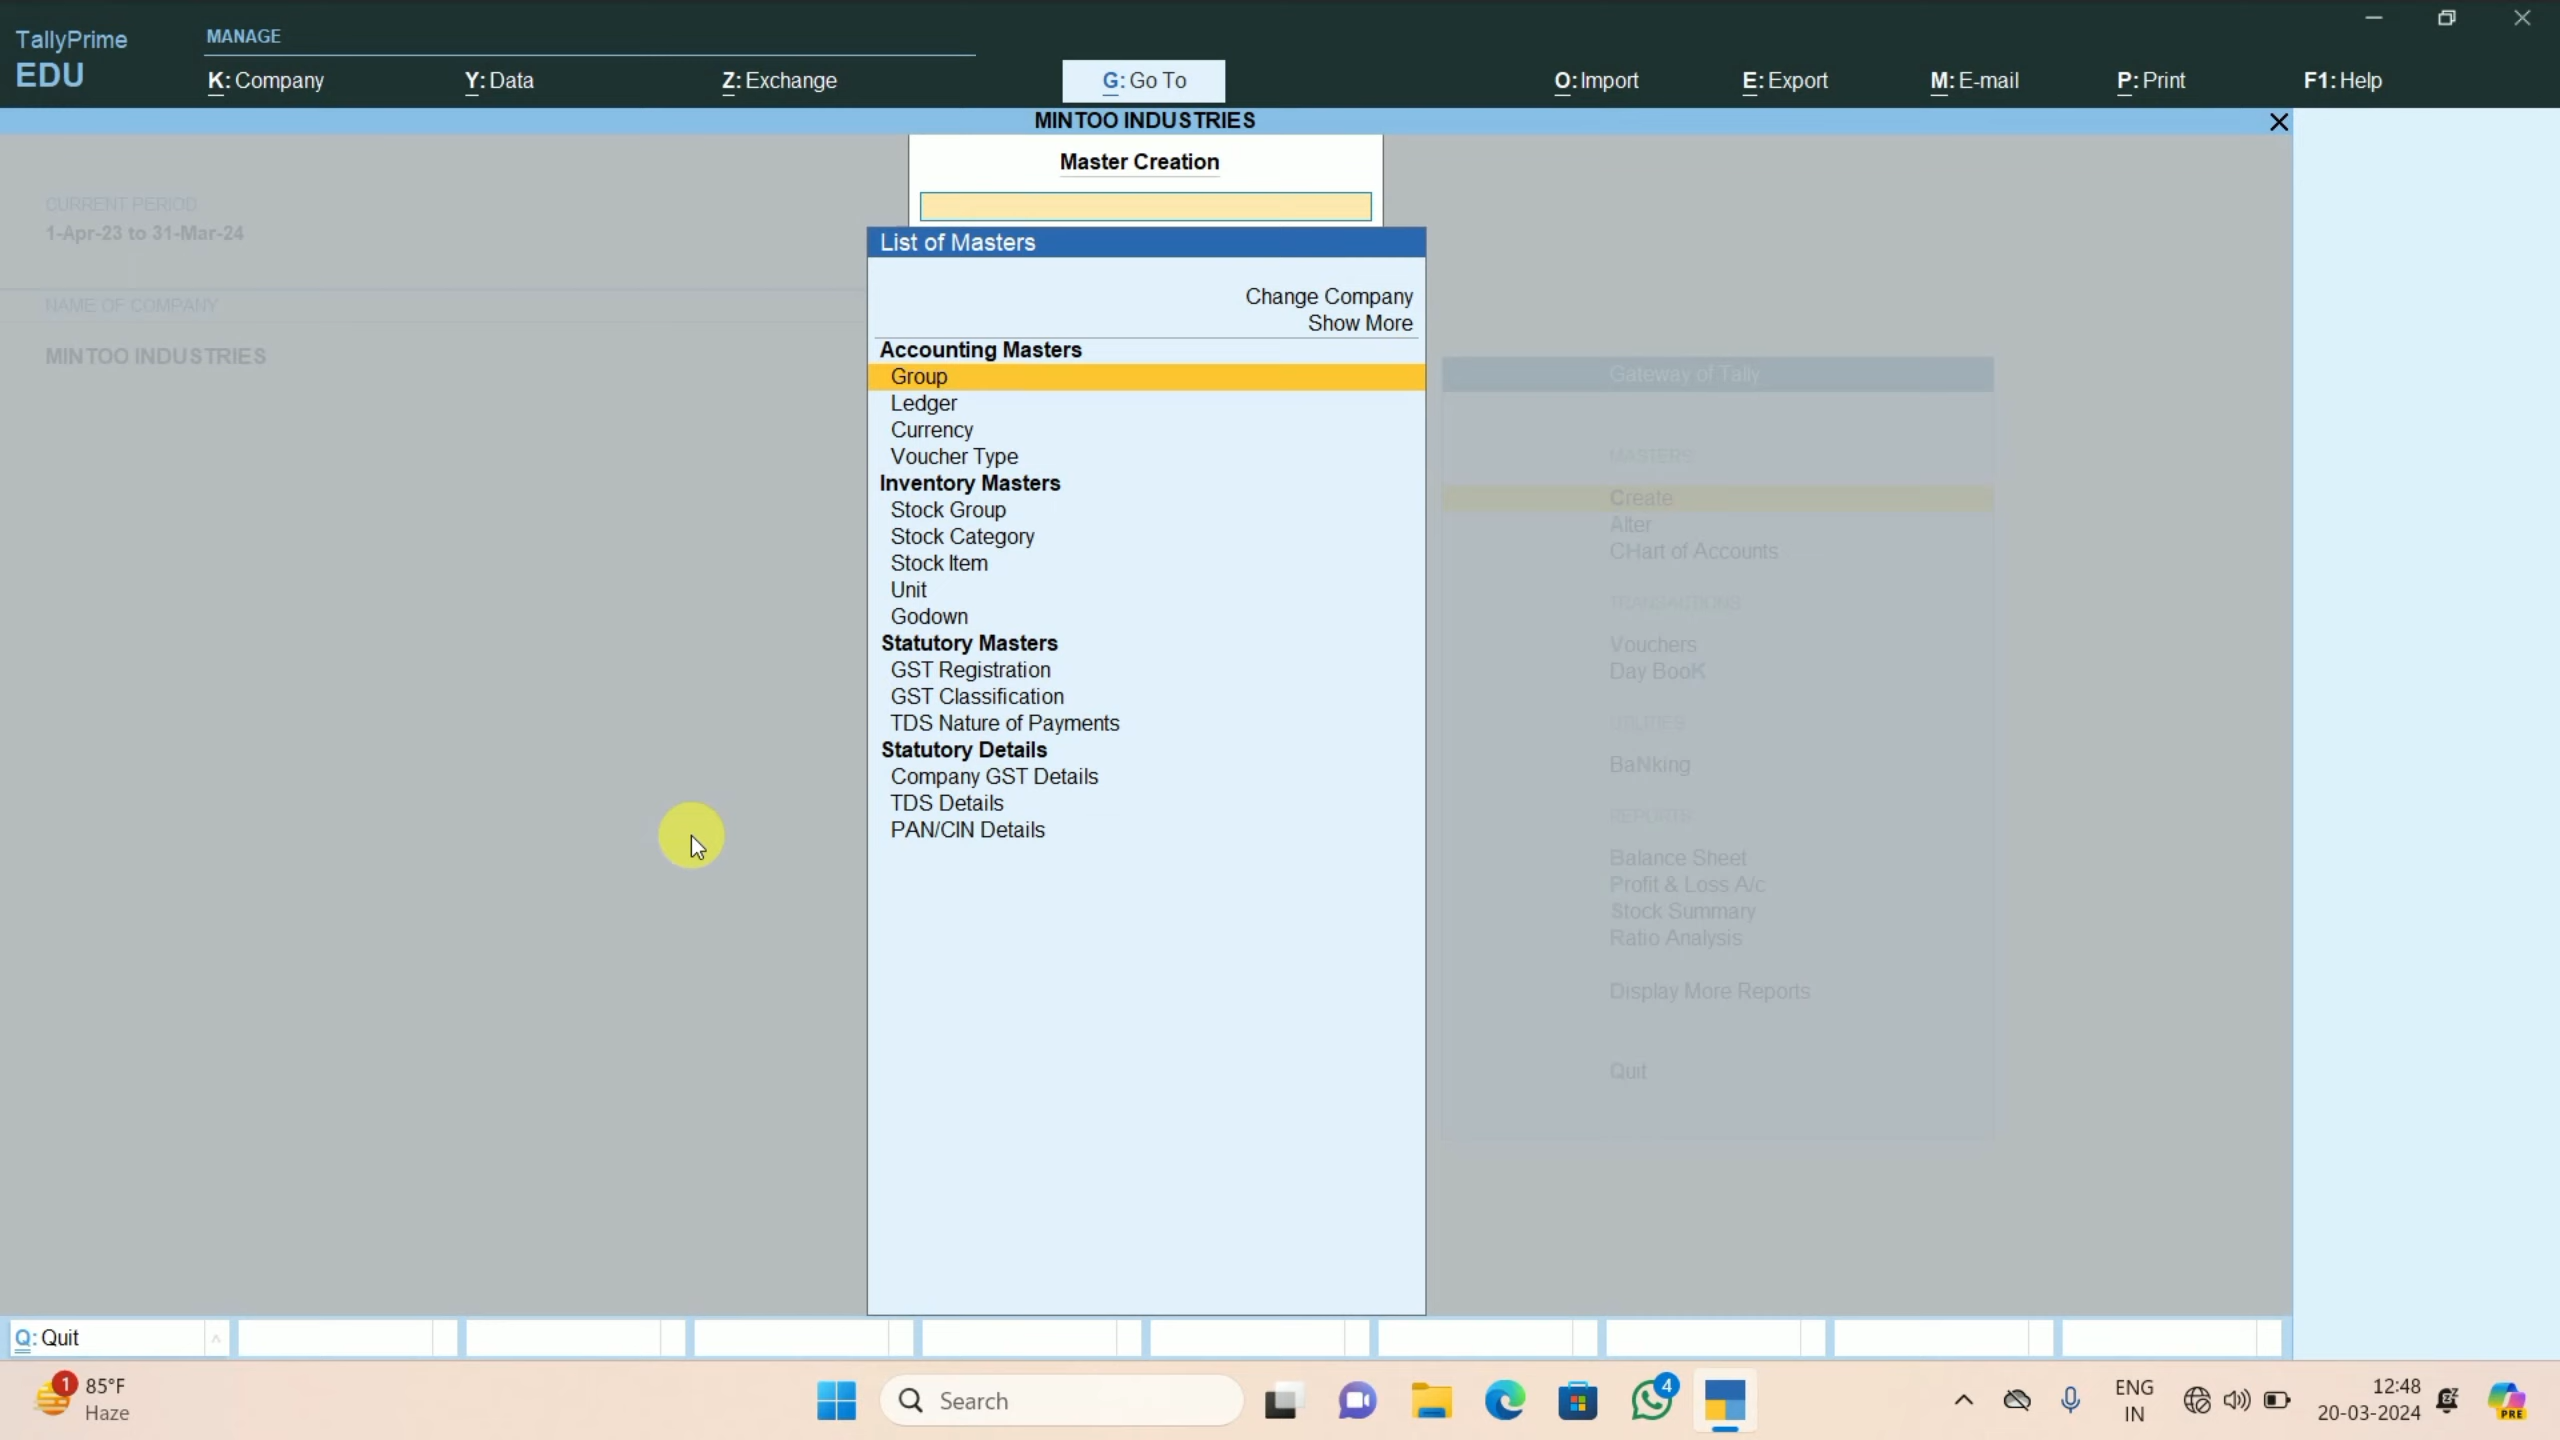 TallyPrime
EDU
MANAGE
K: Company
Y: Data
Z: Exchange
G: Go To
O: Import
E: Export
M: E-mail
P: Print
F1: Help
MINTOO INDUSTRIES
CURRENT PERIOD
1-Apr-23 to 31-Mar-24
NAME OF COMPANY
MINTOO INDUSTRIES
Master Creation
List of Masters
Change Company
Show More
Accounting Masters
Group
Ledger
Currency
Voucher Type
Inventory Masters
Stock Group
Stock Category
Stock Item
Unit
Godown
Statutory Masters
GST Registration
GST Classification
TDS Nature of Payments
Statutory Details
Company GST Details
TDS Details
PAN/CIN Details
Gateway of Tally
MASTERS
Create
Alter
CHart of Accounts
TRANSACTIONS
Vouchers
Day BooK
UTILITIES
BaNking
REPORTS
Balance Sheet
Profit & Loss A/c
Stock Summary
Ratio Analysis
Display More Reports
Quit
Q: Quit
1
85°F
Haze
Search
4
ENG
IN
12:48
20-03-2024
PRE